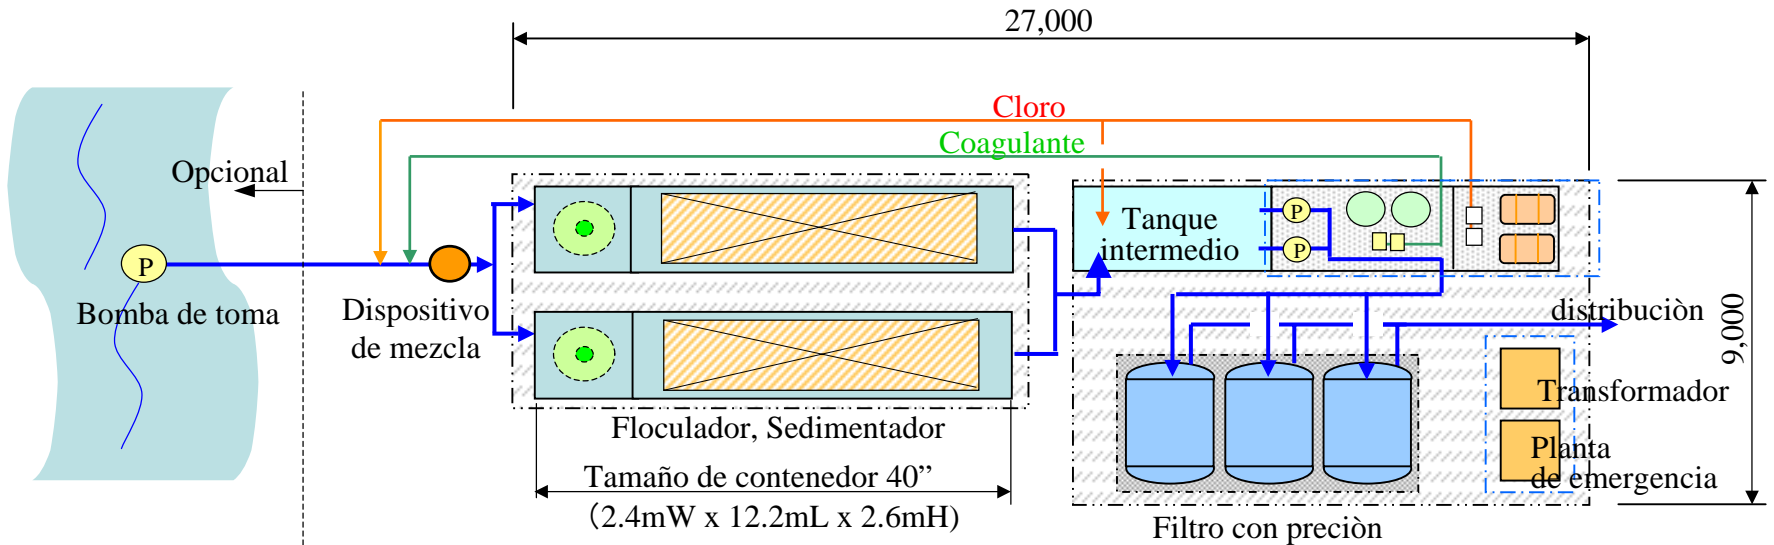 27,000
Cloro
Coagulante
Opcional
P
Bomba de toma
Dispositivo
de mezcla
Tanque
intermedio
P
P
distribuciòn
9,000
Transformador
Planta
de emergencia
Floculador, Sedimentador
Tamaño de contenedor 40”
(2.4mW x 12.2mL x 2.6mH)
Filtro con preciòn